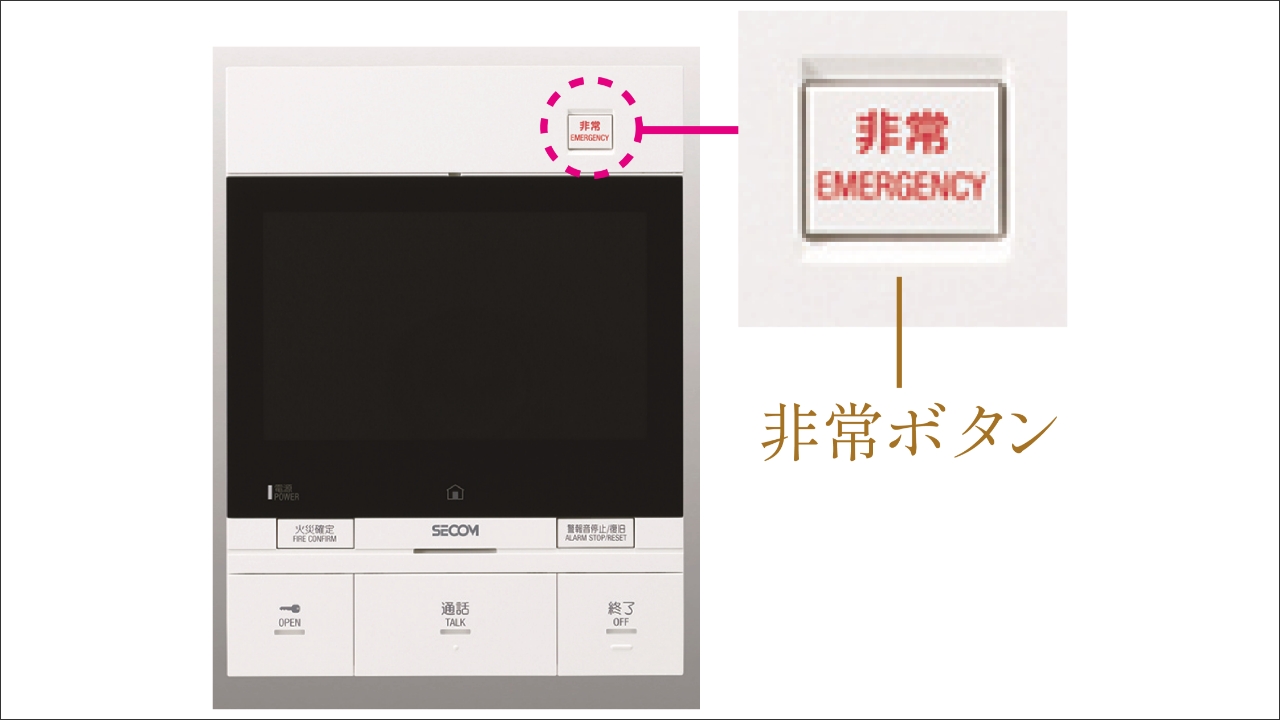 非常
EMERGENCY
非常
EMERGENCY
非常ボタン
電源
POWER
火災確定
FIRE CONFIRM
SECOM
警報音停止/復旧
ALARM STOP/RESET
OPEN
通話
TALK
終了
OFF